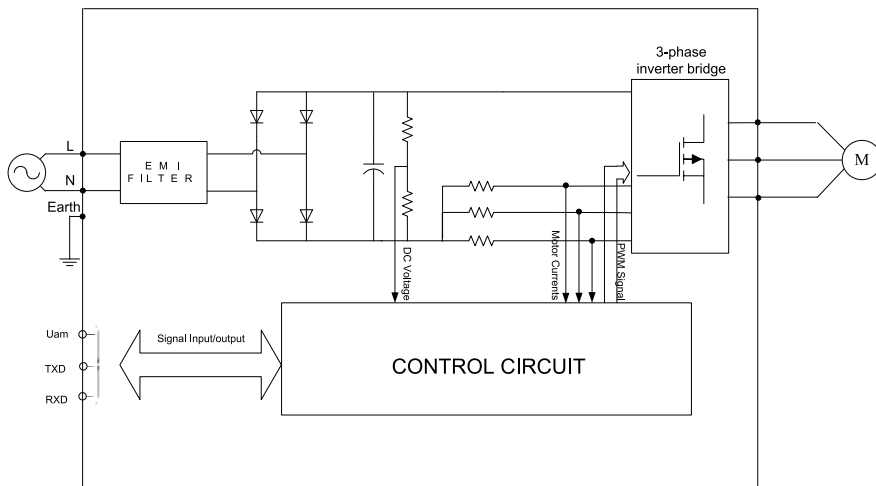 3-phase
inverter bridge
L
N
Earth
E M I
F I L T E R
M
DC Voltage
Motor Currents
PWM Signal
Uam
TXD
RXD
Signal Input/output
CONTROL CIRCUIT